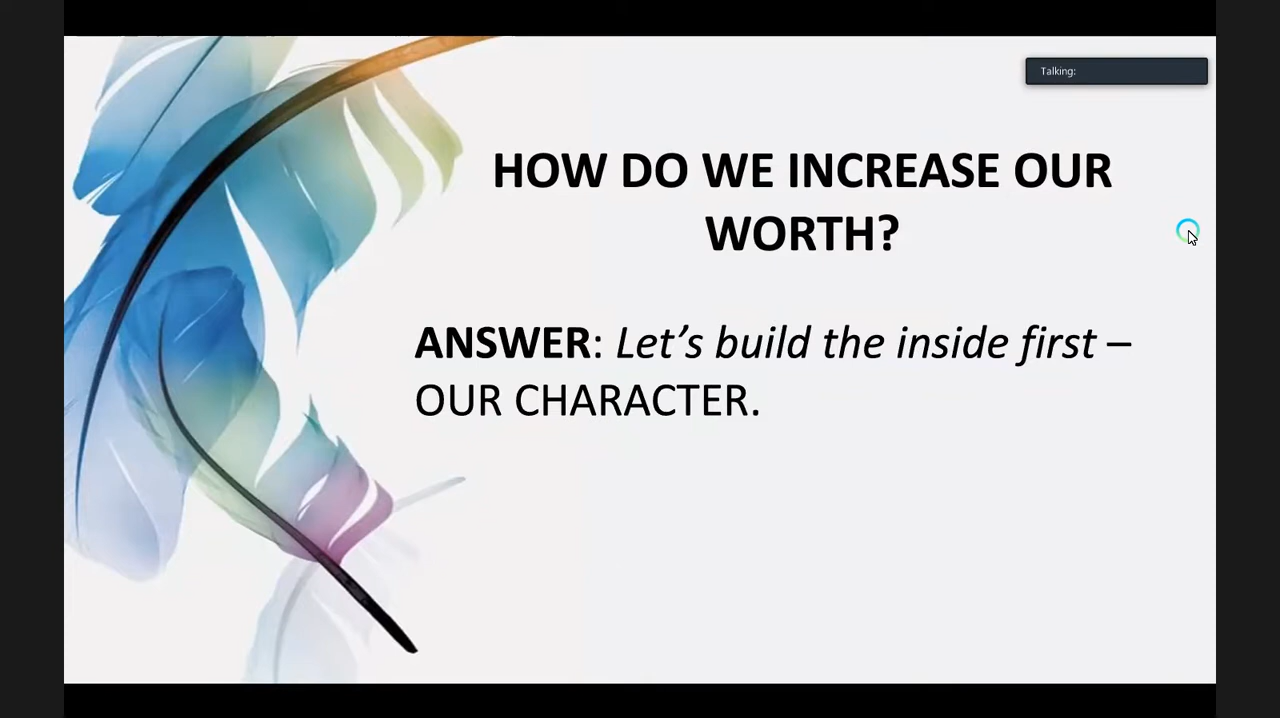 Talking:
HOW DO WE INCREASE OUR
WORTH?
ANSWER: Let’s build the inside first –
OUR CHARACTER.